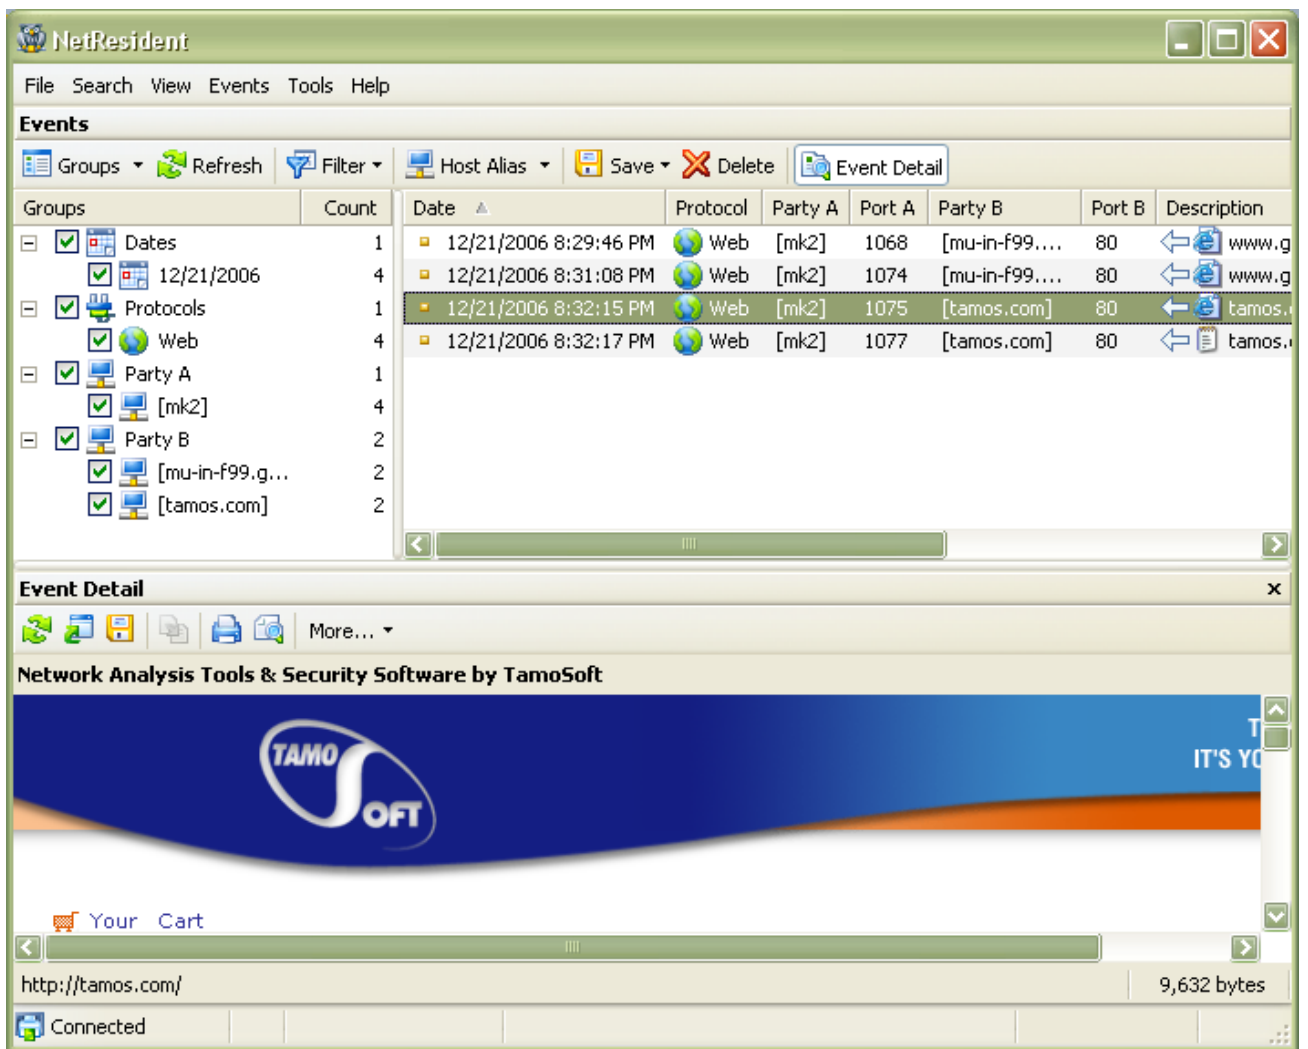 NetResident
File Search View Events Tools Help
Events
Groups Refresh Filter Host Alias Save Delete Event Detail
Groups Count Date Protocol Party A Port A Party B Port B Description
Dates 1 12/21/2006 8:29:46 PM Web [mk2] 1068 [mu-in-f99.... 80 www.g
12/21/2006 4 12/21/2006 8:31:08 PM Web [mk2] 1074 [mu-in-f99.... 80 www.g
Protocols 1 12/21/2006 8:32:15 PM Web [mk2] 1075 [tamos.com] 80 tamos.
Web 4 12/21/2006 8:32:17 PM Web [mk2] 1077 [tamos.com] 80 tamos.
Party A 1
[mk2] 4
Party B 2
[mu-in-f99.g... 2
[tamos.com] 2
Event Detail
More...
Network Analysis Tools & Security Software by TamoSoft
T
TAMO
IT'S YO
SOFT
Your Cart
http://tamos.com/ 9,632 bytes
Connected